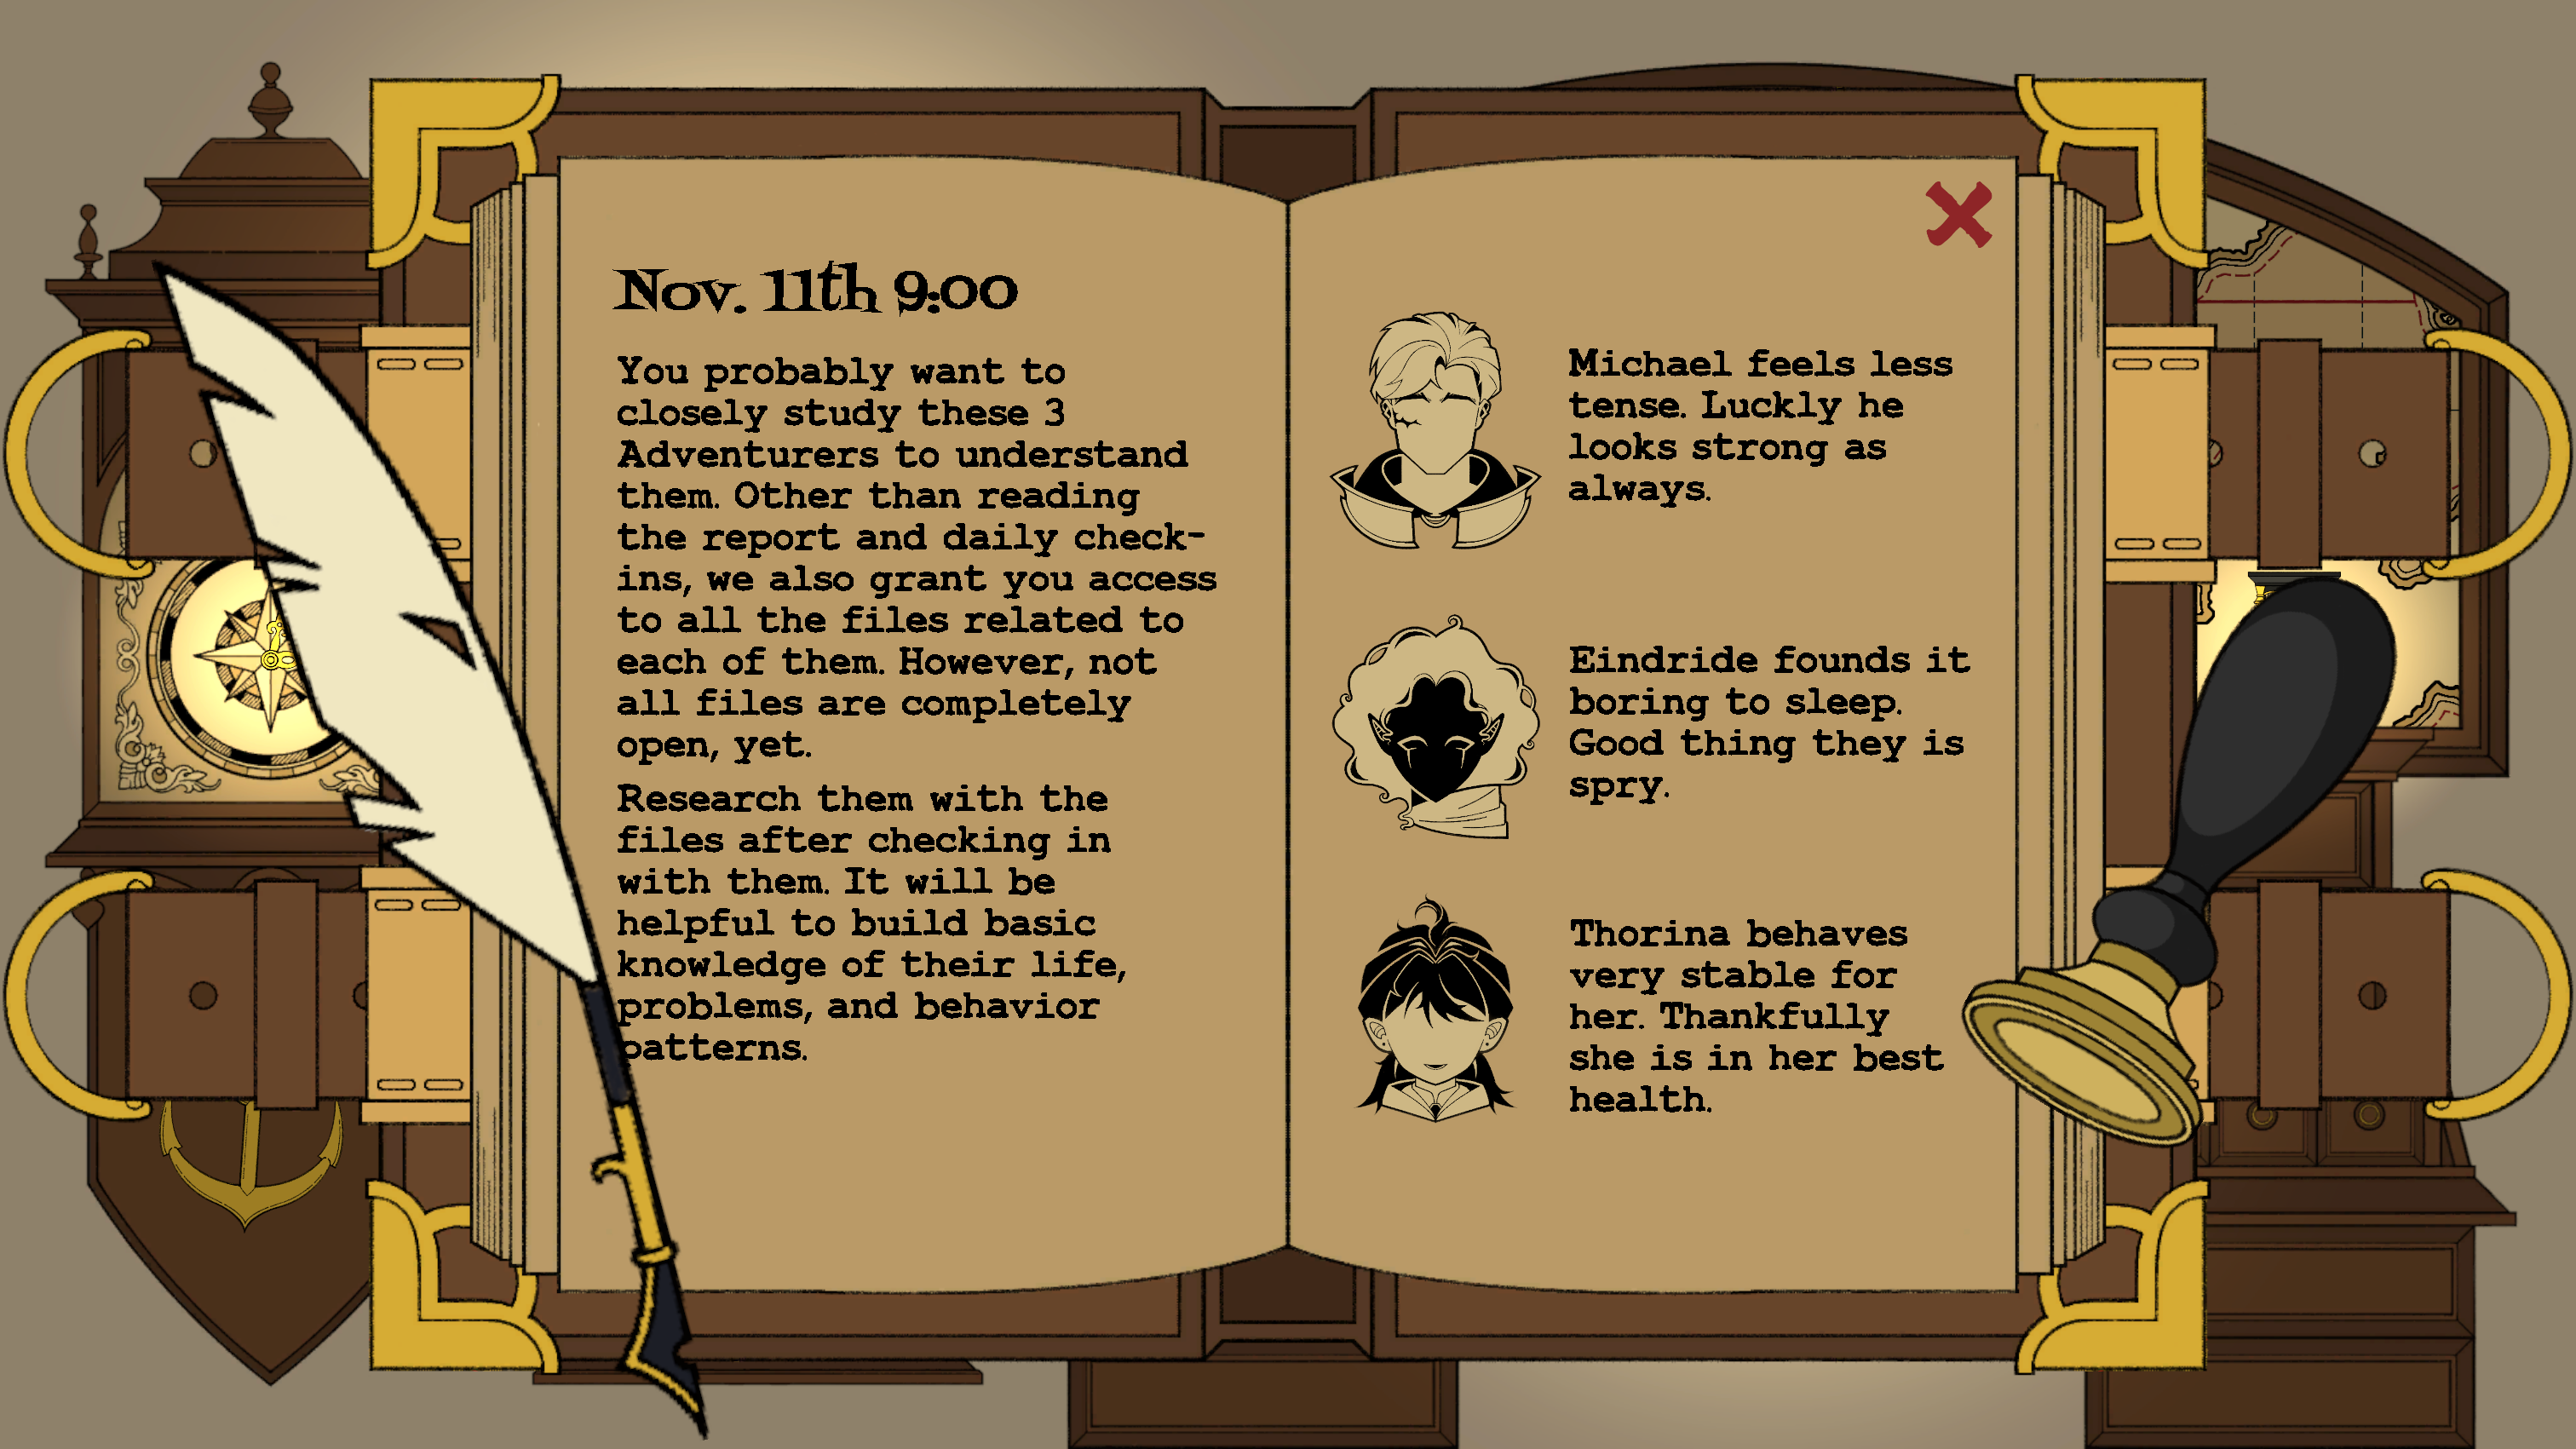 Nov. 11th 9:00
You probably want to
closely study these 3
Adventurers to understand
them. Other than reading
the report and daily check-
ins, we also grant you access
to all the files related to
each of them. However, not
all files are completely
open, yet.
Research them with the
files after checking in
with them. It will be
helpful to build basic
knowledge of their life,
problems, and behavior
patterns.
Michael feels less
tense. Luckly he
looks strong as
always.
Eindride founds it
boring to sleep.
Good thing they is
spry.
Thorina behaves
very stable for
her. Thankfully
she is in her best
health.